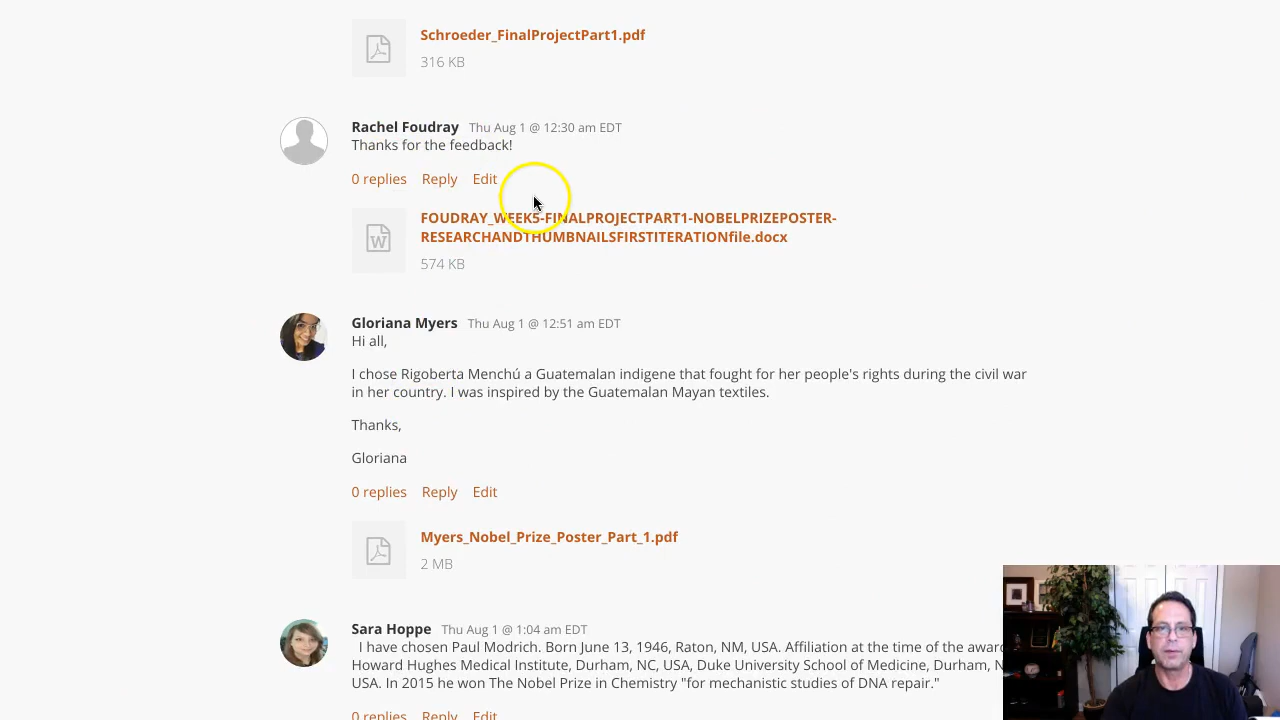 Schroeder_FinalProjectPart1.pdf
316 KB
Rachel Foudray Thu Aug 1 @ 12:30 am EDT
Thanks for the feedback!
0 replies Reply Edit
FOUDRAY_WEEK5-FINALPROJECTPART1-NOBELPRIZEPOSTER-
RESEARCHANDTHUMBNAILSFIRSTITERATIONfile.docx
574 KB
Gloriana Myers Thu Aug 1 @ 12:51 am EDT
Hi all,
I chose Rigoberta Menchú a Guatemalan indigene that fought for her people's rights during the civil war
in her country. I was inspired by the Guatemalan Mayan textiles.
Thanks,
Gloriana
0 replies Reply Edit
Myers_Nobel_Prize_Poster_Part_1.pdf
2 MB
Sara Hoppe Thu Aug 1 @ 1:04 am EDT
I have chosen Paul Modrich. Born June 13, 1946, Raton, NM, USA. Affiliation at the time of the award
Howard Hughes Medical Institute, Durham, NC, USA, Duke University School of Medicine, Durham, N
USA. In 2015 he won The Nobel Prize in Chemistry "for mechanistic studies of DNA repair."
0 replies Reply Edit